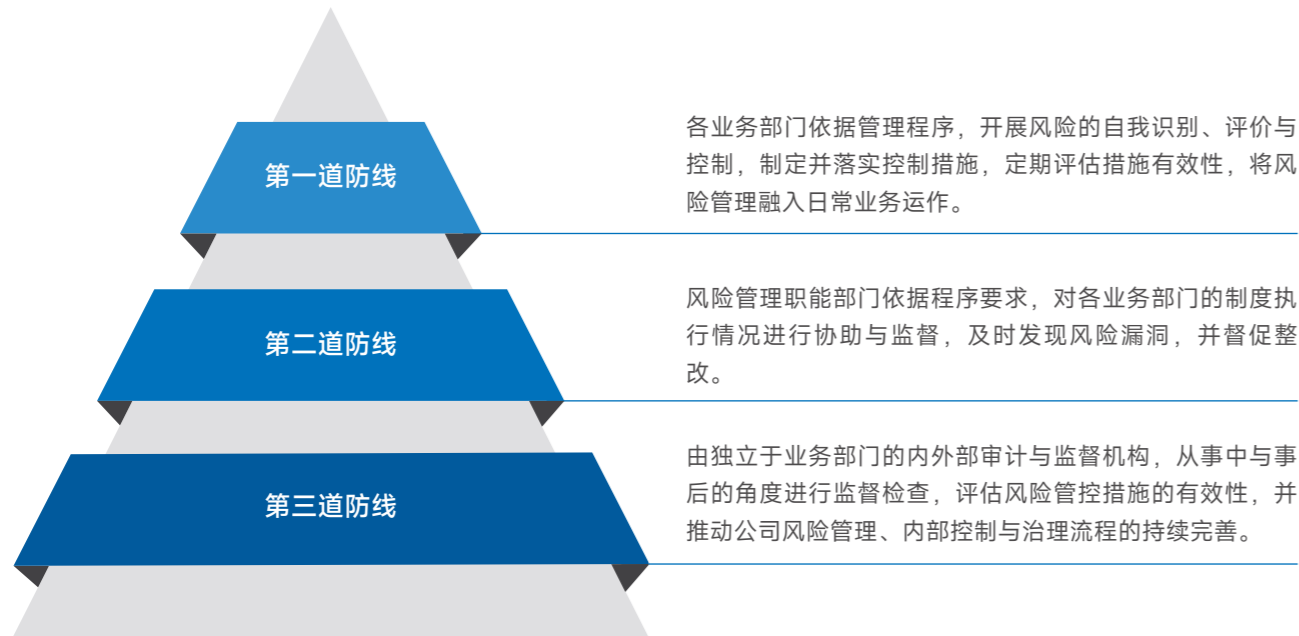 第一道防线
各业务部门依据管理程序，开展风险的自我识别、评价与
控制，制定并落实控制措施，定期评估措施有效性，将风
险管理融入日常业务运作。
第二道防线
风险管理职能部门依据程序要求，对各业务部门的制度执
行情况进行协助与监督，及时发现风险漏洞，并督促整
改。
第三道防线
由独立于业务部门的内外部审计与监督机构，从事中与事
后的角度进行监督检查，评估风险管控措施的有效性，并
推动公司风险管理、内部控制与治理流程的持续完善。